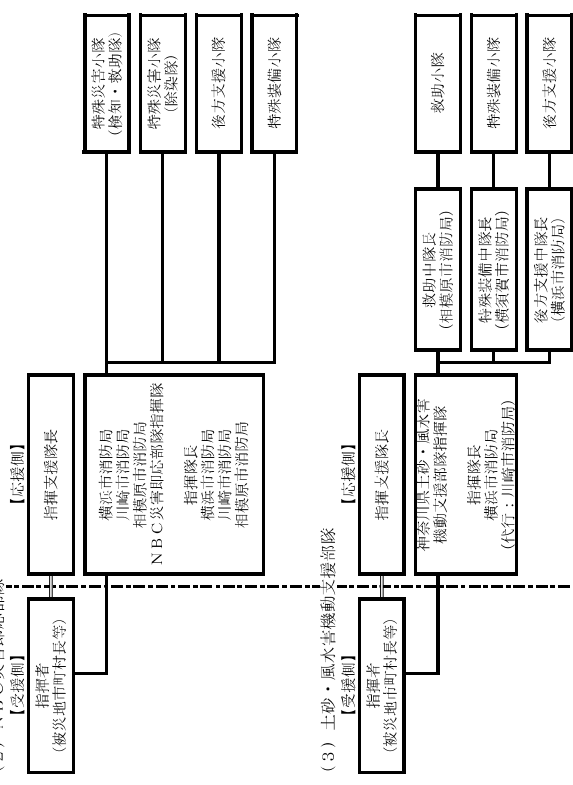 (2) NBC災害即応部隊
【受援側】
【応援側】
指揮者
(被災地市町村長等)
指揮支援隊長
横浜市消防局
川崎市消防局
相模原市消防局
NBC災害即応部隊指揮隊
指揮隊長
横浜市消防局
川崎市消防局
相模原市消防局
特殊災害小隊
(検知・救助隊)
特殊災害小隊
(除染隊)
後方支援小隊
特殊装備小隊
(3) 土砂・風水害機動支援部隊
【受援側】
【応援側】
指揮者
(被災地市町村長等)
指揮支援隊長
神奈川県土砂・風水害
機動支援部隊指揮隊
指揮隊長
横浜市消防局
(代行：川崎市消防局)
救助中隊長
(相模原市消防局)
救助小隊
特殊装備中隊長
(横須賀市消防局)
特殊装備小隊
後方支援中隊長
(横浜市消防局)
後方支援小隊